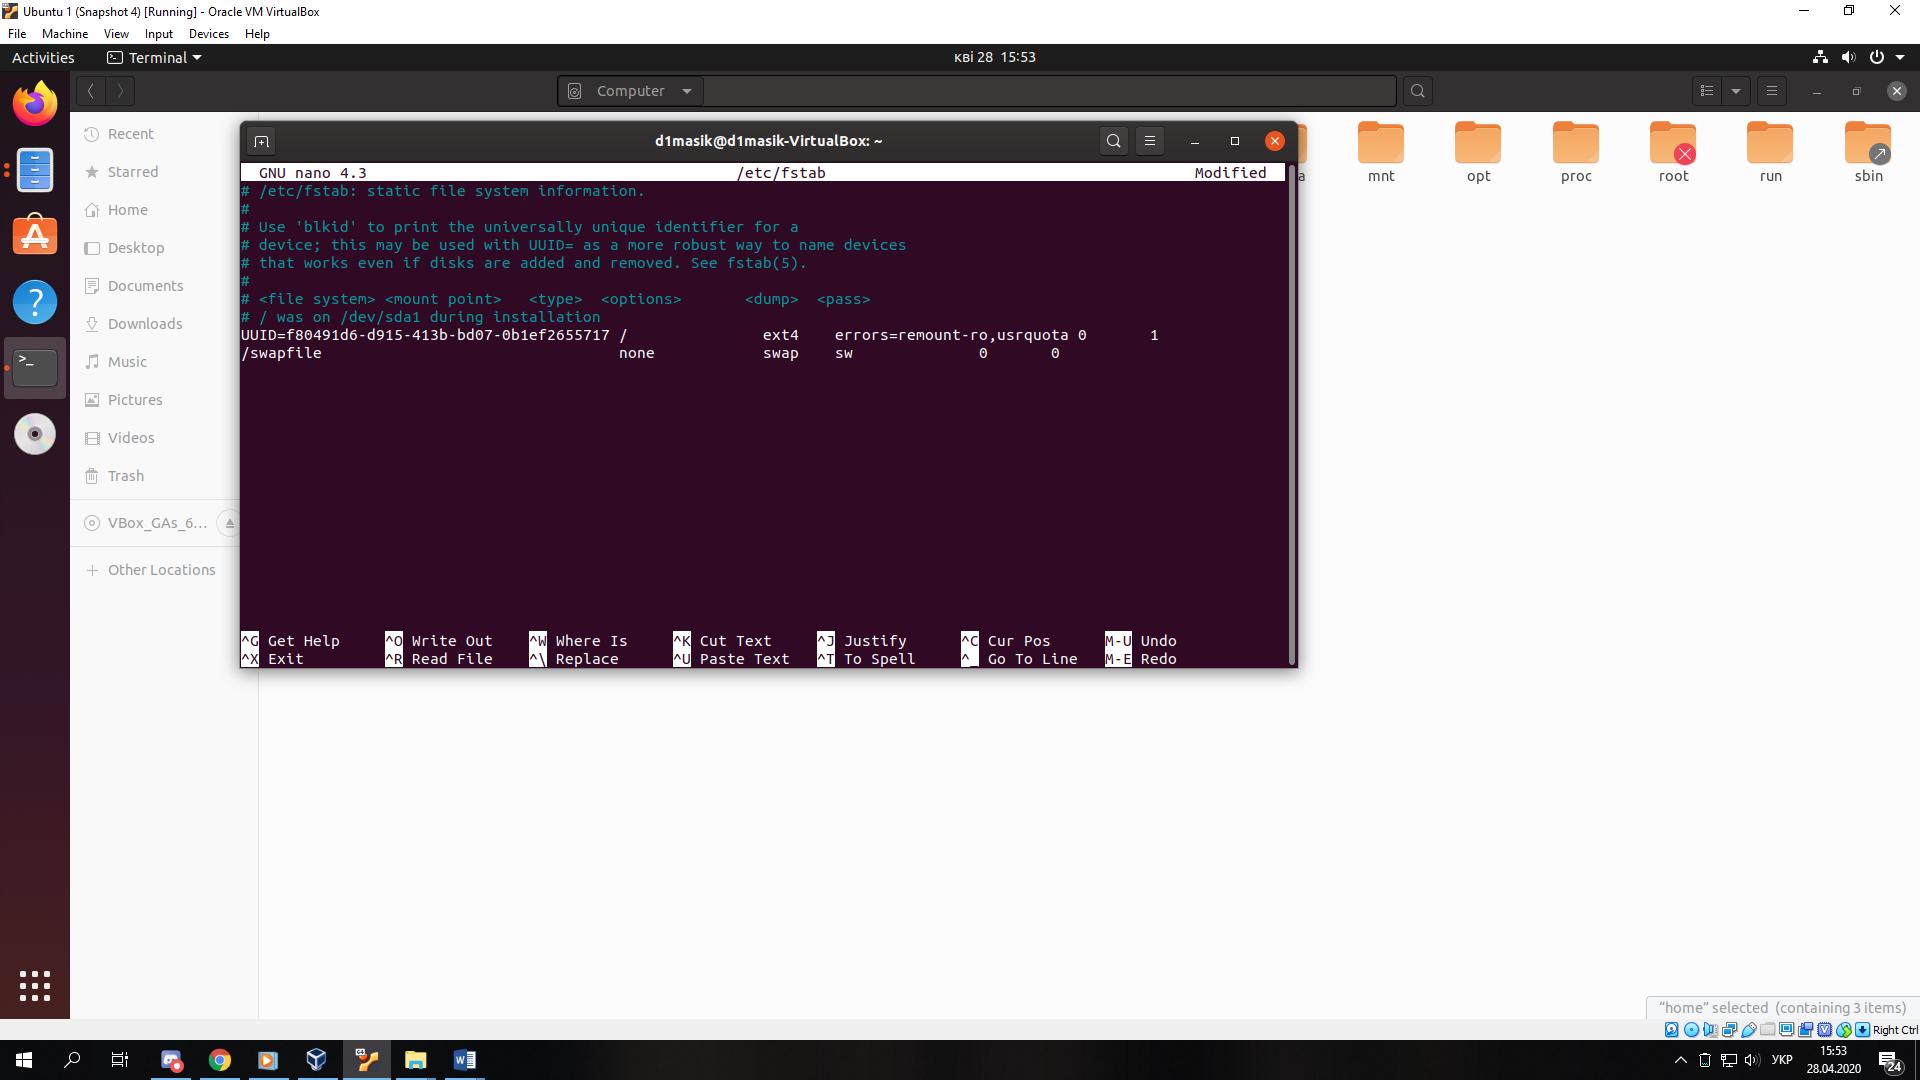 Ubuntu 1 (Snapshot 4) [Running] - Oracle VM VirtualBox
File Machine View Input Devices Help
Activities Terminal кві 28 15:53
Computer
Recent
Starred
Home
Desktop
Documents
Downloads
Music
Pictures
Videos
Trash
VBox_GAs_6...
Other Locations
d1masik@d1masik-VirtualBox: ~
GNU nano 4.3 /etc/fstab Modified
# /etc/fstab: static file system information.
#
# Use 'blkid' to print the universally unique identifier for a
# device; this may be used with UUID= as a more robust way to name devices
# that works even if disks are added and removed. See fstab(5).
#
# <file system> <mount point>   <type>  <options>       <dump>  <pass>
# / was on /dev/sda1 during installation
UUID=f80491d6-d915-413b-bd07-0b1ef2655717 /               ext4    errors=remount-ro,usrquota 0       1
/swapfile                                 none            swap    sw              0       0
^G Get Help ^O Write Out ^W Where Is ^K Cut Text ^J Justify ^C Cur Pos M-U Undo
^X Exit ^R Read File ^\ Replace ^U Paste Text ^T To Spell ^_ Go To Line M-E Redo
a mnt opt proc root run sbin
“home” selected (containing 3 items)
Right Ctrl
УКР
15:53
28.04.2020
24